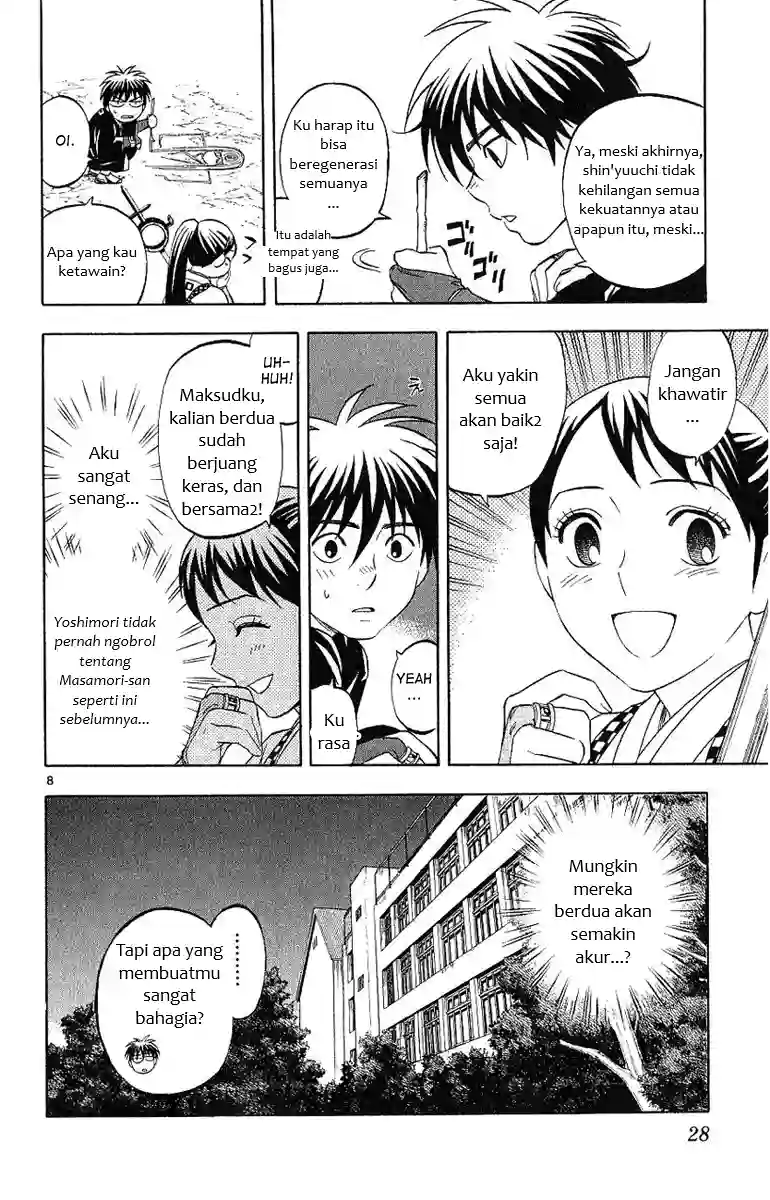 Ya, meski akhirnya,
shin'yuuchi tidak
kehilangan semua
kekuatannya atau
apapun itu, meski...
Ku harap itu
bisa
beregenerasi
semuanya
...
Itu adalah
tempat yang
bagus juga...
ゴシ
ゴシ
OI.
Apa yang kau
ketawain?
Jangan
khawatir
...
Aku yakin
semua
akan baik2
saja!
YEAH
...
Ku
rasa
UH-
HUH!
Maksudku,
kalian berdua
sudah
berjuang
keras, dan
bersama2!
Aku
sangat
senang...
Yoshimori tidak
pernah ngobrol
tentang
Masamori-san
seperti ini
sebelumnya...
8
Mungkin
mereka
berdua akan
semakin
akur...?
.........
Tapi apa yang
membuatmu
sangat
bahagia?
28